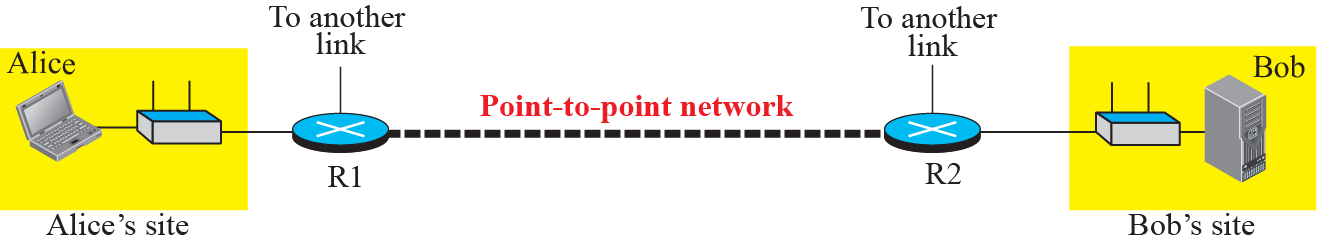 To another
link
To another
link
Alice
Bob
Point-to-point network
R1
R2
Alice’s site
Bob’s site